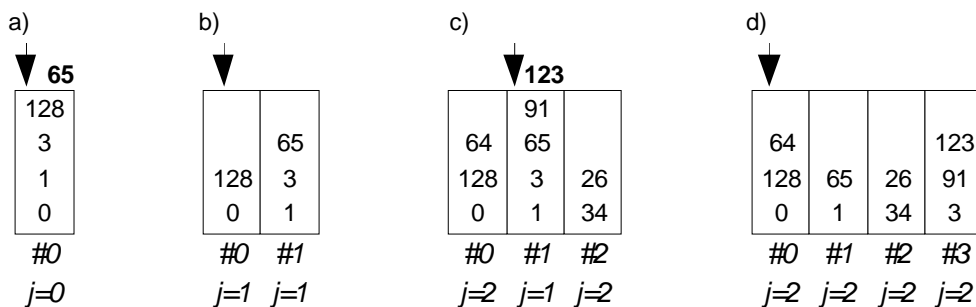 a) b) c) d)
65 123
128 91
3 65 64 65 64 123
1 128 3 128 3 26 128 65 26 91
0 0 1 0 1 34 0 1 34 3
#0 #0 #1 #0 #1 #2 #0 #1 #2 #3
j=0 j=1 j=1 j=2 j=1 j=2 j=2 j=2 j=2 j=2